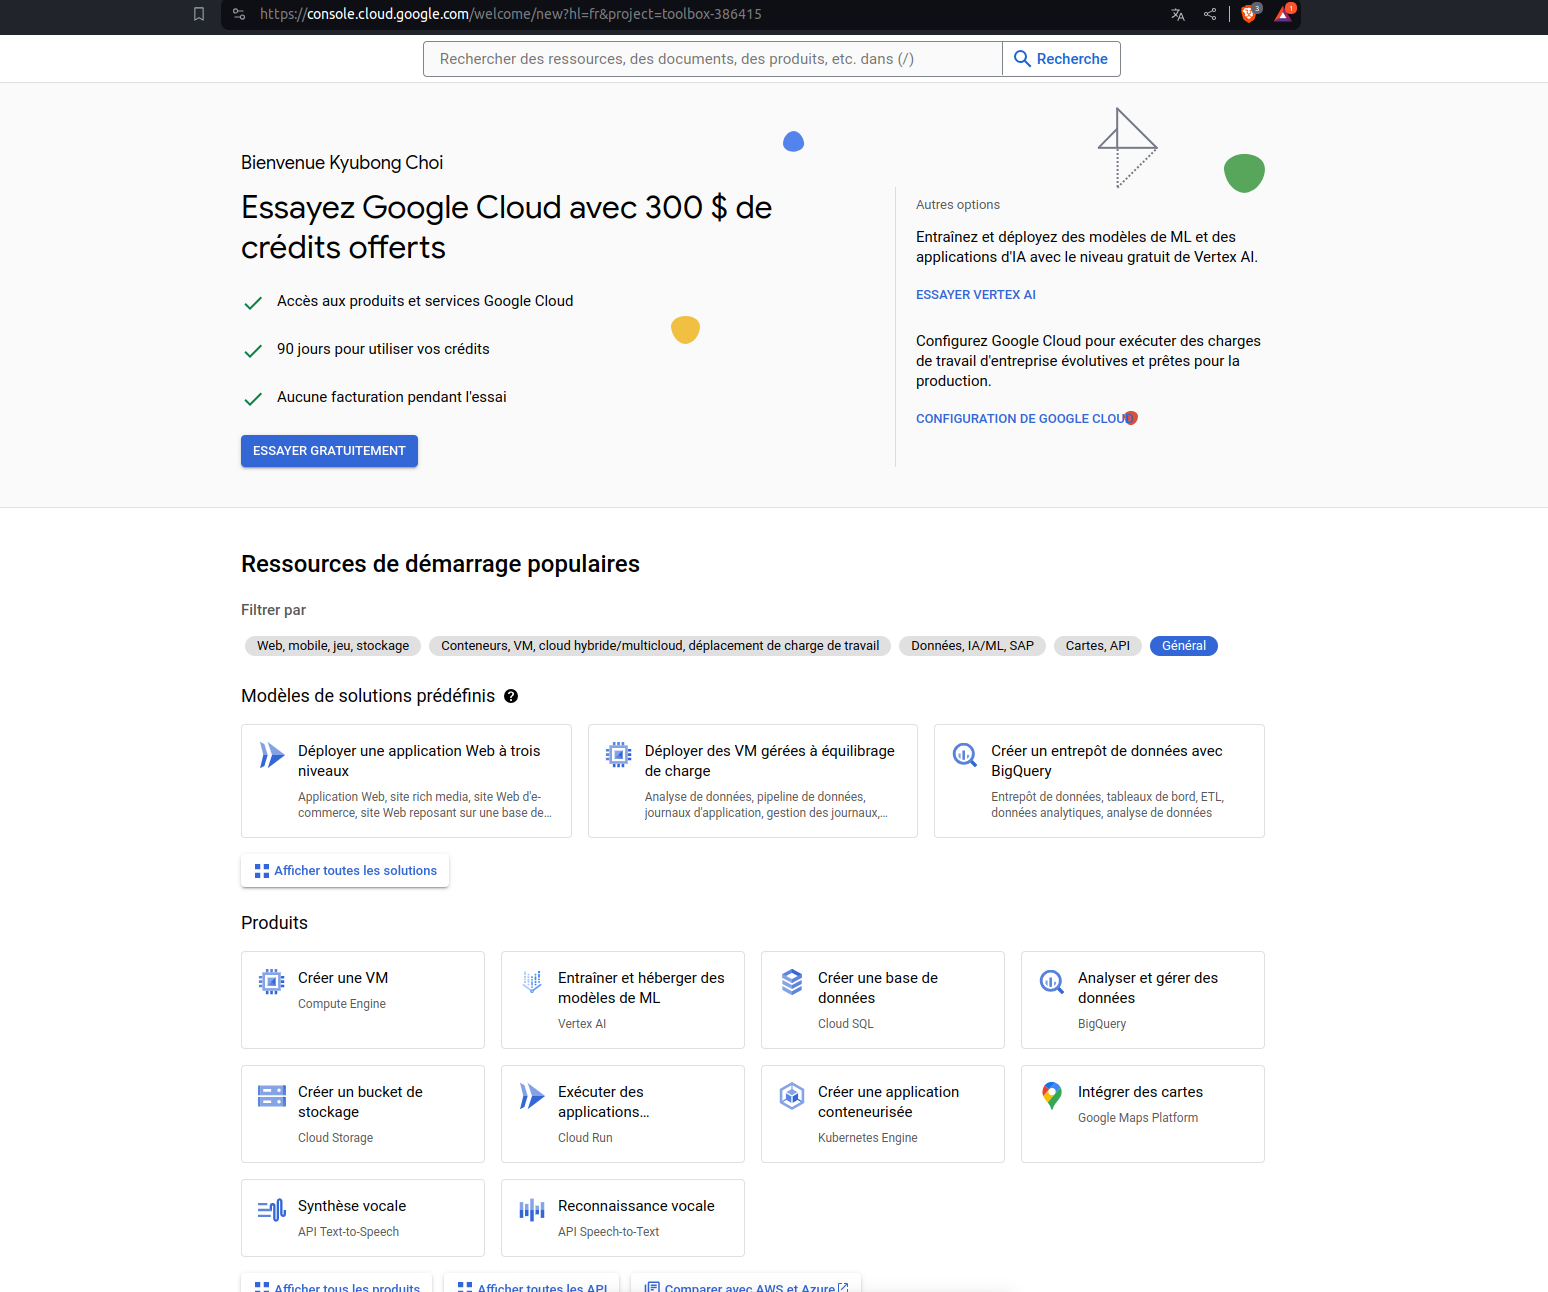 https://console.cloud.google.com/welcome/new?hl=fr&project=toolbox-386415
3
1
Rechercher des ressources, des documents, des produits, etc. dans (/)
Recherche
Bienvenue Kyubong Choi
Essayez Google Cloud avec 300 $ de
crédits offerts
Accès aux produits et services Google Cloud
90 jours pour utiliser vos crédits
Aucune facturation pendant l'essai
ESSAYER GRATUITEMENT
Autres options
Entraînez et déployez des modèles de ML et des
applications d'IA avec le niveau gratuit de Vertex AI.
ESSAYER VERTEX AI
Configurez Google Cloud pour exécuter des charges
de travail d'entreprise évolutives et prêtes pour la
production.
CONFIGURATION DE GOOGLE CLOUD
Ressources de démarrage populaires
Filtrer par
Web, mobile, jeu, stockage
Conteneurs, VM, cloud hybride/multicloud, déplacement de charge de travail
Données, IA/ML, SAP
Cartes, API
Général
Modèles de solutions prédéfinis
Déployer une application Web à trois
niveaux
Application Web, site rich media, site Web d'e-
commerce, site Web reposant sur une base de…
Déployer des VM gérées à équilibrage
de charge
Analyse de données, pipeline de données,
journaux d'application, gestion des journaux,…
Créer un entrepôt de données avec
BigQuery
Entrepôt de données, tableaux de bord, ETL,
données analytiques, analyse de données
Afficher toutes les solutions
Produits
Créer une VM
Compute Engine
Entraîner et héberger des
modèles de ML
Vertex AI
Créer une base de
données
Cloud SQL
Analyser et gérer des
données
BigQuery
Créer un bucket de
stockage
Cloud Storage
Exécuter des
applications…
Cloud Run
Créer une application
conteneurisée
Kubernetes Engine
Intégrer des cartes
Google Maps Platform
Synthèse vocale
API Text-to-Speech
Reconnaissance vocale
API Speech-to-Text
Afficher tous les produits
Afficher toutes les API
Comparer avec AWS et Azure